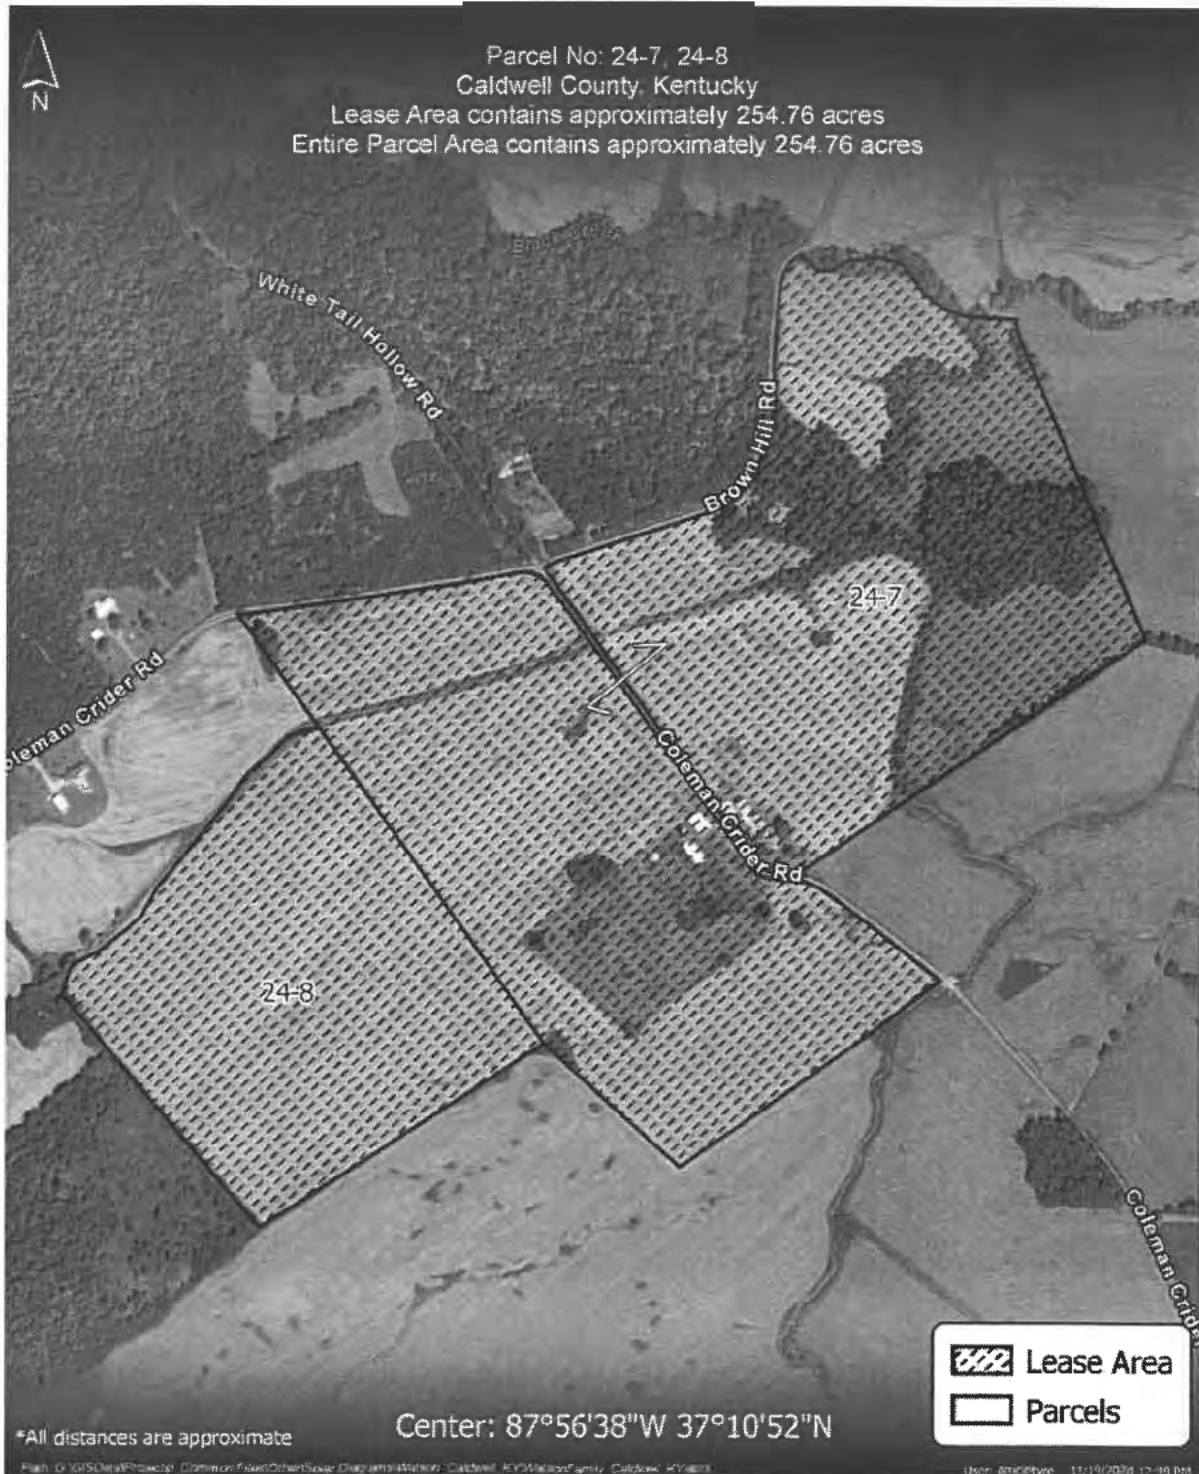 Parcel No: 24-7, 24-8
Caldwell County, Kentucky
Lease Area contains approximately 254.76 acres
Entire Parcel Area contains approximately 254.76 acres
N
White Tail Hollow Rd
Brown Hill Rd
24-7
Coleman Crider Rd
Coleman Crider Rd
24-8
Coleman Crider
Lease Area
Parcels
Center: 87°56'38"W 37°10'52"N
*All distances are approximate